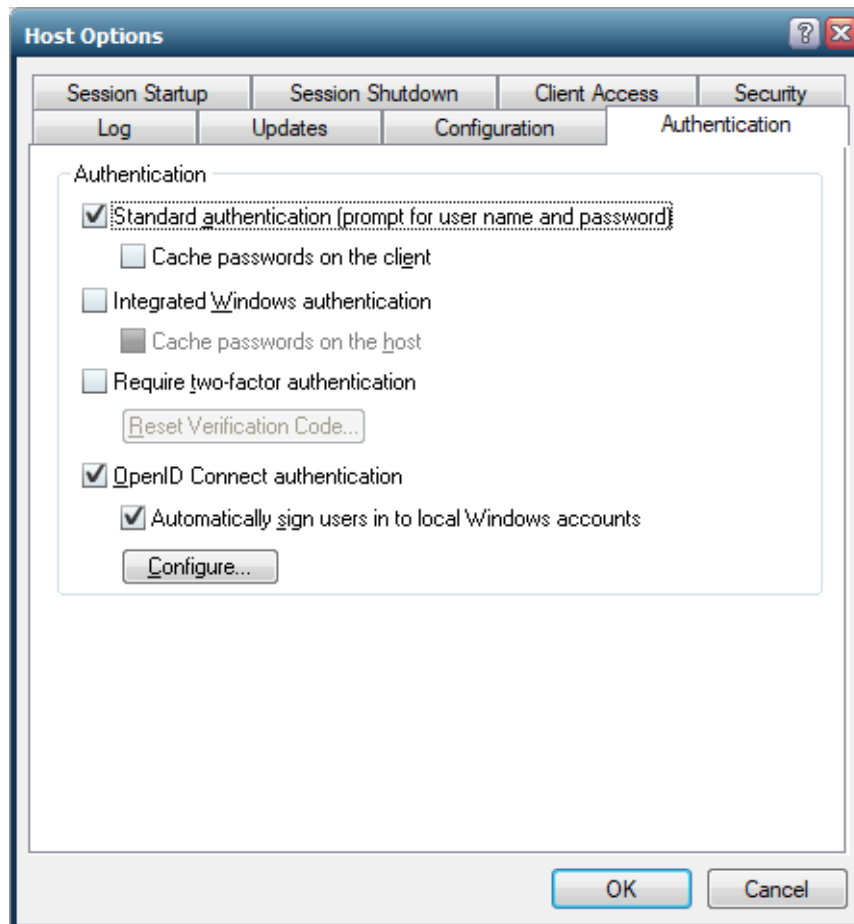 Host Options
Session Startup
Session Shutdown
Client Access
Security
Log
Updates
Configuration
Authentication
Authentication
Standard authentication (prompt for user name and password)
Cache passwords on the client
Integrated Windows authentication
Cache passwords on the host
Require two-factor authentication
Reset Verification Code...
OpenID Connect authentication
Automatically sign users in to local Windows accounts
Configure...
OK
Cancel